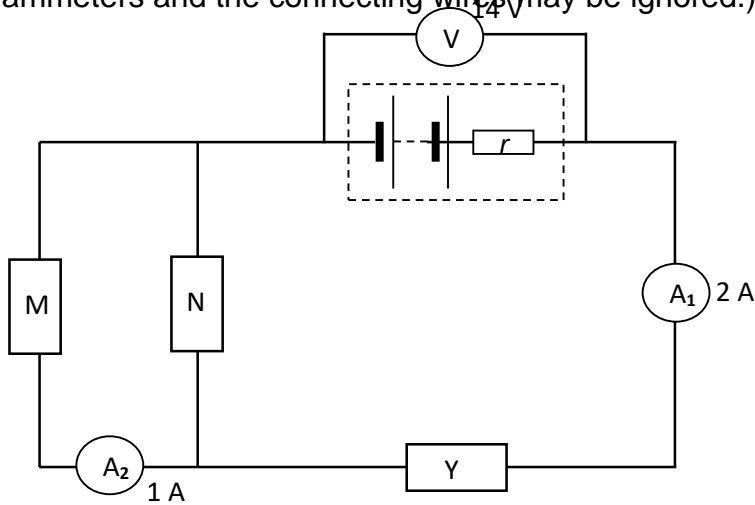 ammeters and the connecting wires may be ignored.)
14 V
V
r
M
N
A₁ 2 A
A₂
1 A
Y